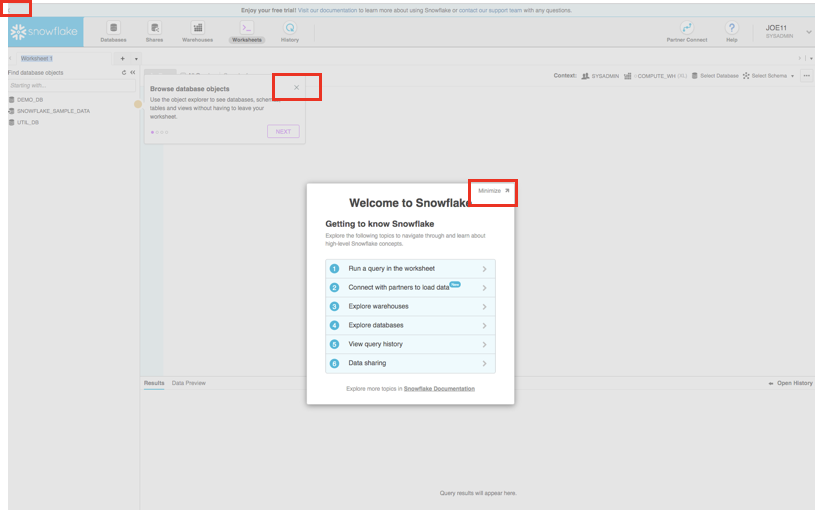 Enjoy your free trial! Visit our documentation to learn more about using Snowflake or contact our support team with any questions.
snowflake
Databases
Shares
Warehouses
Worksheets
History
Partner Connect
Help
JOE11
SYSADMIN
Worksheet 1
Find database objects
Starting with...
DEMO_DB
SNOWFLAKE_SAMPLE_DATA
UTIL_DB
Context:
SYSADMIN
COMPUTE_WH (XL)
Select Database
Select Schema
Browse database objects
Use the object explorer to see databases,
tables and views without having to leave your
worksheet.
NEXT
Minimize
Welcome to Snowflake
Getting to know Snowflake
Explore the following topics to navigate through and learn about
high-level Snowflake concepts.
1 Run a query in the worksheet
2 Connect with partners to load data New
3 Explore warehouses
4 Explore databases
5 View query history
6 Data sharing
Explore more topics in Snowflake Documentation
Results
Data Preview
Open History
Query results will appear here.